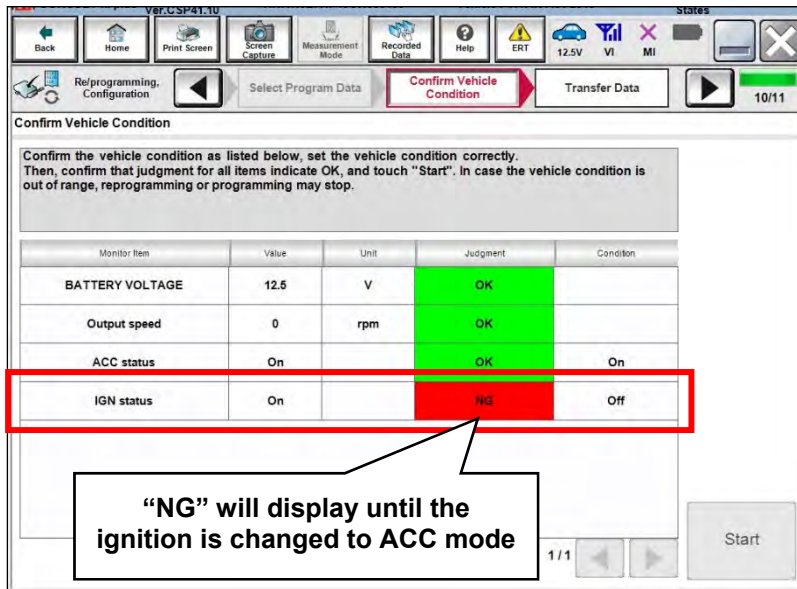 Ver.CSP41.10
States
Back
Home
Print Screen
Screen
Capture
Measurement
Mode
Recorded
Data
Help
ERT
12.5V
VI
MI
Re/programming,
Configuration
Select Program Data
Confirm Vehicle
Condition
Transfer Data
10/11
Confirm Vehicle Condition
Confirm the vehicle condition as listed below, set the vehicle condition correctly.
Then, confirm that judgment for all items indicate OK, and touch "Start". In case the vehicle condition is
out of range, reprogramming or programming may stop.
Monitor Item Value Unit Judgment Condition
BATTERY VOLTAGE 12.5 V OK
Output speed 0 rpm OK
ACC status On OK On
IGN status On NG Off
“NG” will display until the
ignition is changed to ACC mode
1/1
Start